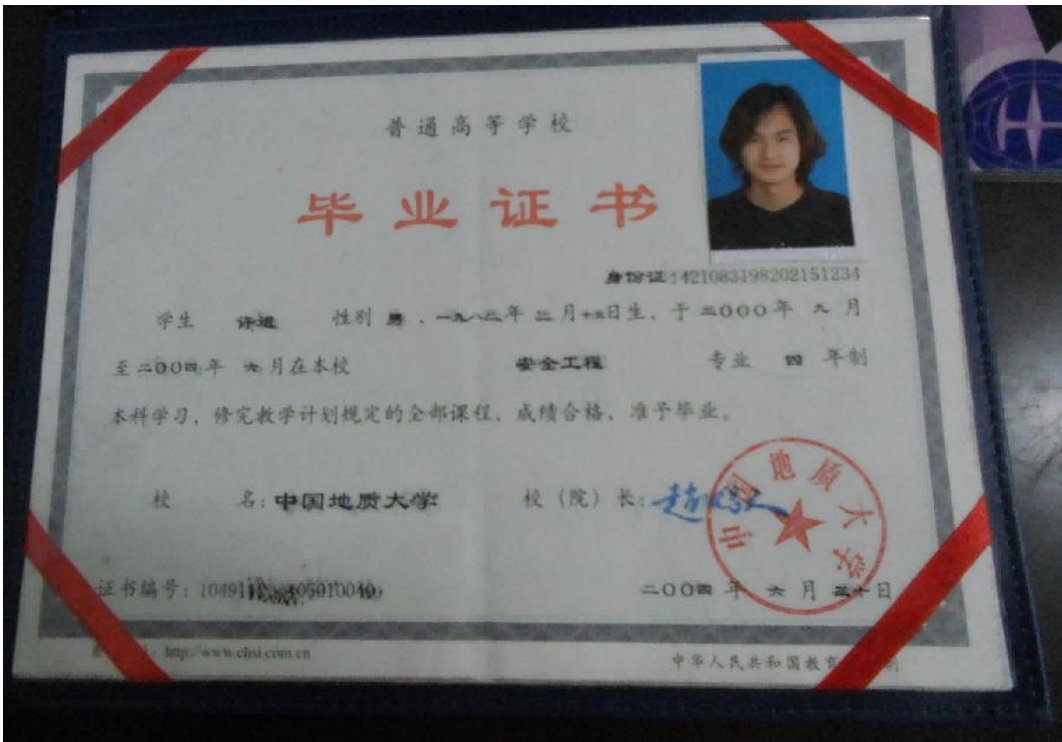 普通高等学校
毕业证书
身份证:421083198202151234
学生 许通 性别 男，一九八二年二月十五日生，于二000年九月
至二00四年 六月在本校 安全工程 专业 四 年制
本科学习，修完教学计划规定的全部课程，成绩合格，准予毕业。
校 名:中国地质大学 校(院)长:
中国地质大学
证书编号:10491 05010040
二00四年 六月三十日
http://www.chsi.com.cn
中华人民共和国教育